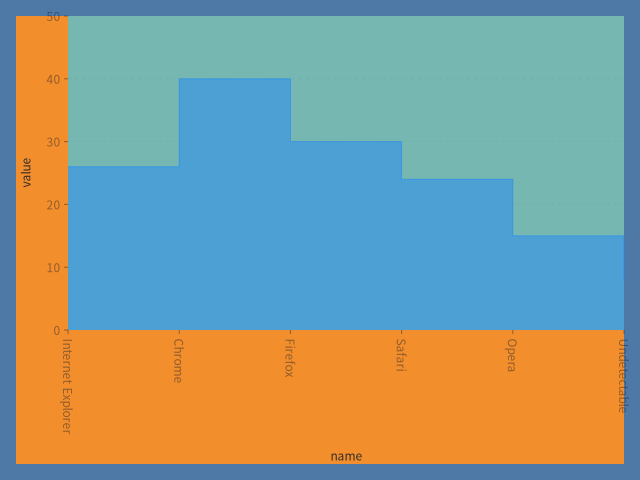 50
40
30
20
10
0
value
Internet Explorer
Chrome
Firefox
Safari
Opera
Undetectable
name